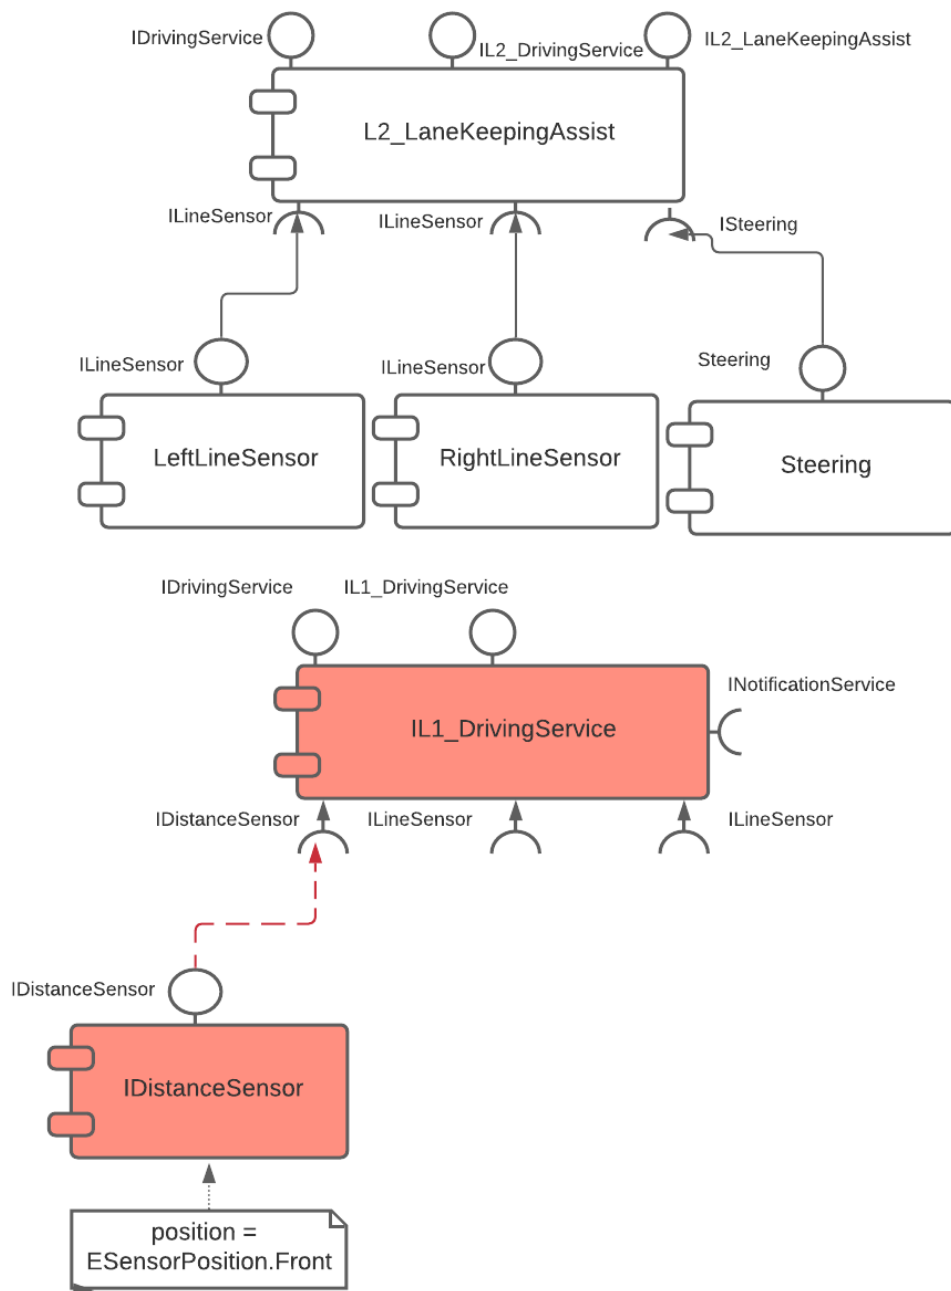 IDrivingService
IL2_DrivingService
IL2_LaneKeepingAssist
L2_LaneKeepingAssist
ILineSensor
ILineSensor
ISteering
ILineSensor
ILineSensor
Steering
LeftLineSensor
RightLineSensor
Steering
IDrivingService
IL1_DrivingService
INotificationService
IL1_DrivingService
IDistanceSensor
ILineSensor
ILineSensor
IDistanceSensor
IDistanceSensor
position =
ESensorPosition.Front